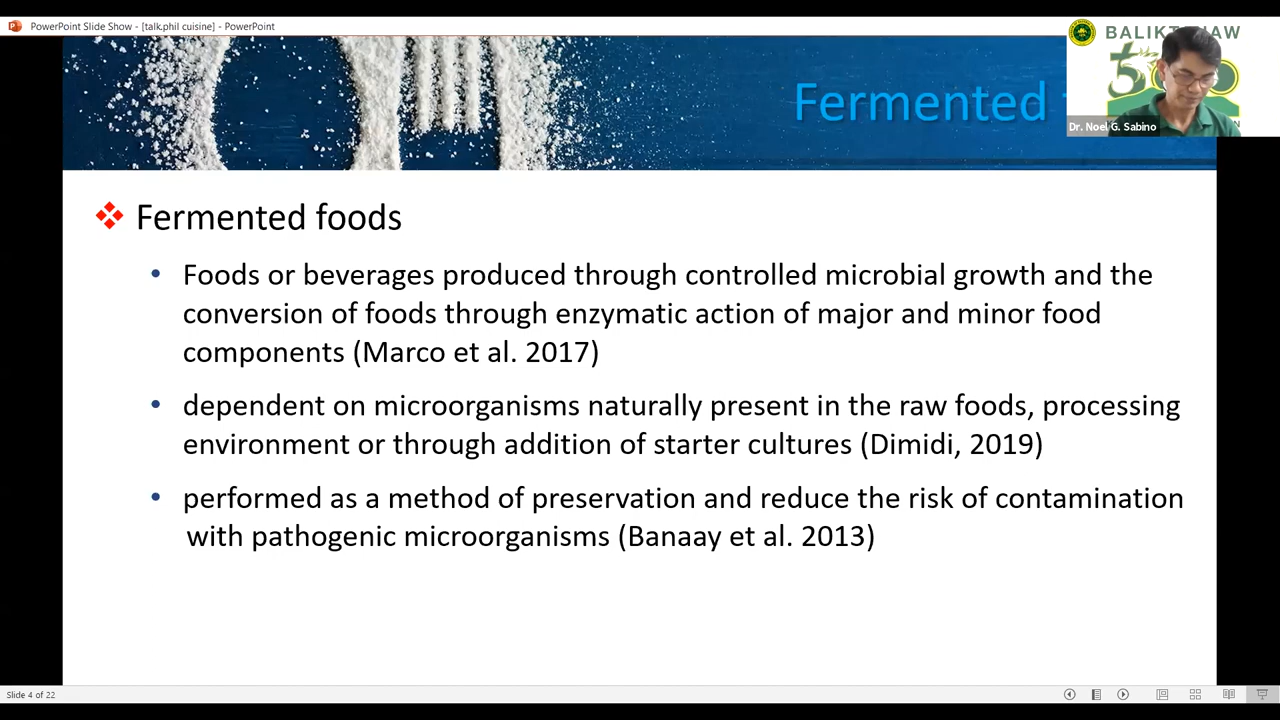 PowerPoint Slide Show - [talk.phil cuisine] - PowerPoint
Fermented
Dr. Noel G. Sabino
Fermented foods
Foods or beverages produced through controlled microbial growth and the
conversion of foods through enzymatic action of major and minor food
components (Marco et al. 2017)
dependent on microorganisms naturally present in the raw foods, processing
environment or through addition of starter cultures (Dimidi, 2019)
performed as a method of preservation and reduce the risk of contamination
with pathogenic microorganisms (Banaay et al. 2013)
Slide 4 of 22